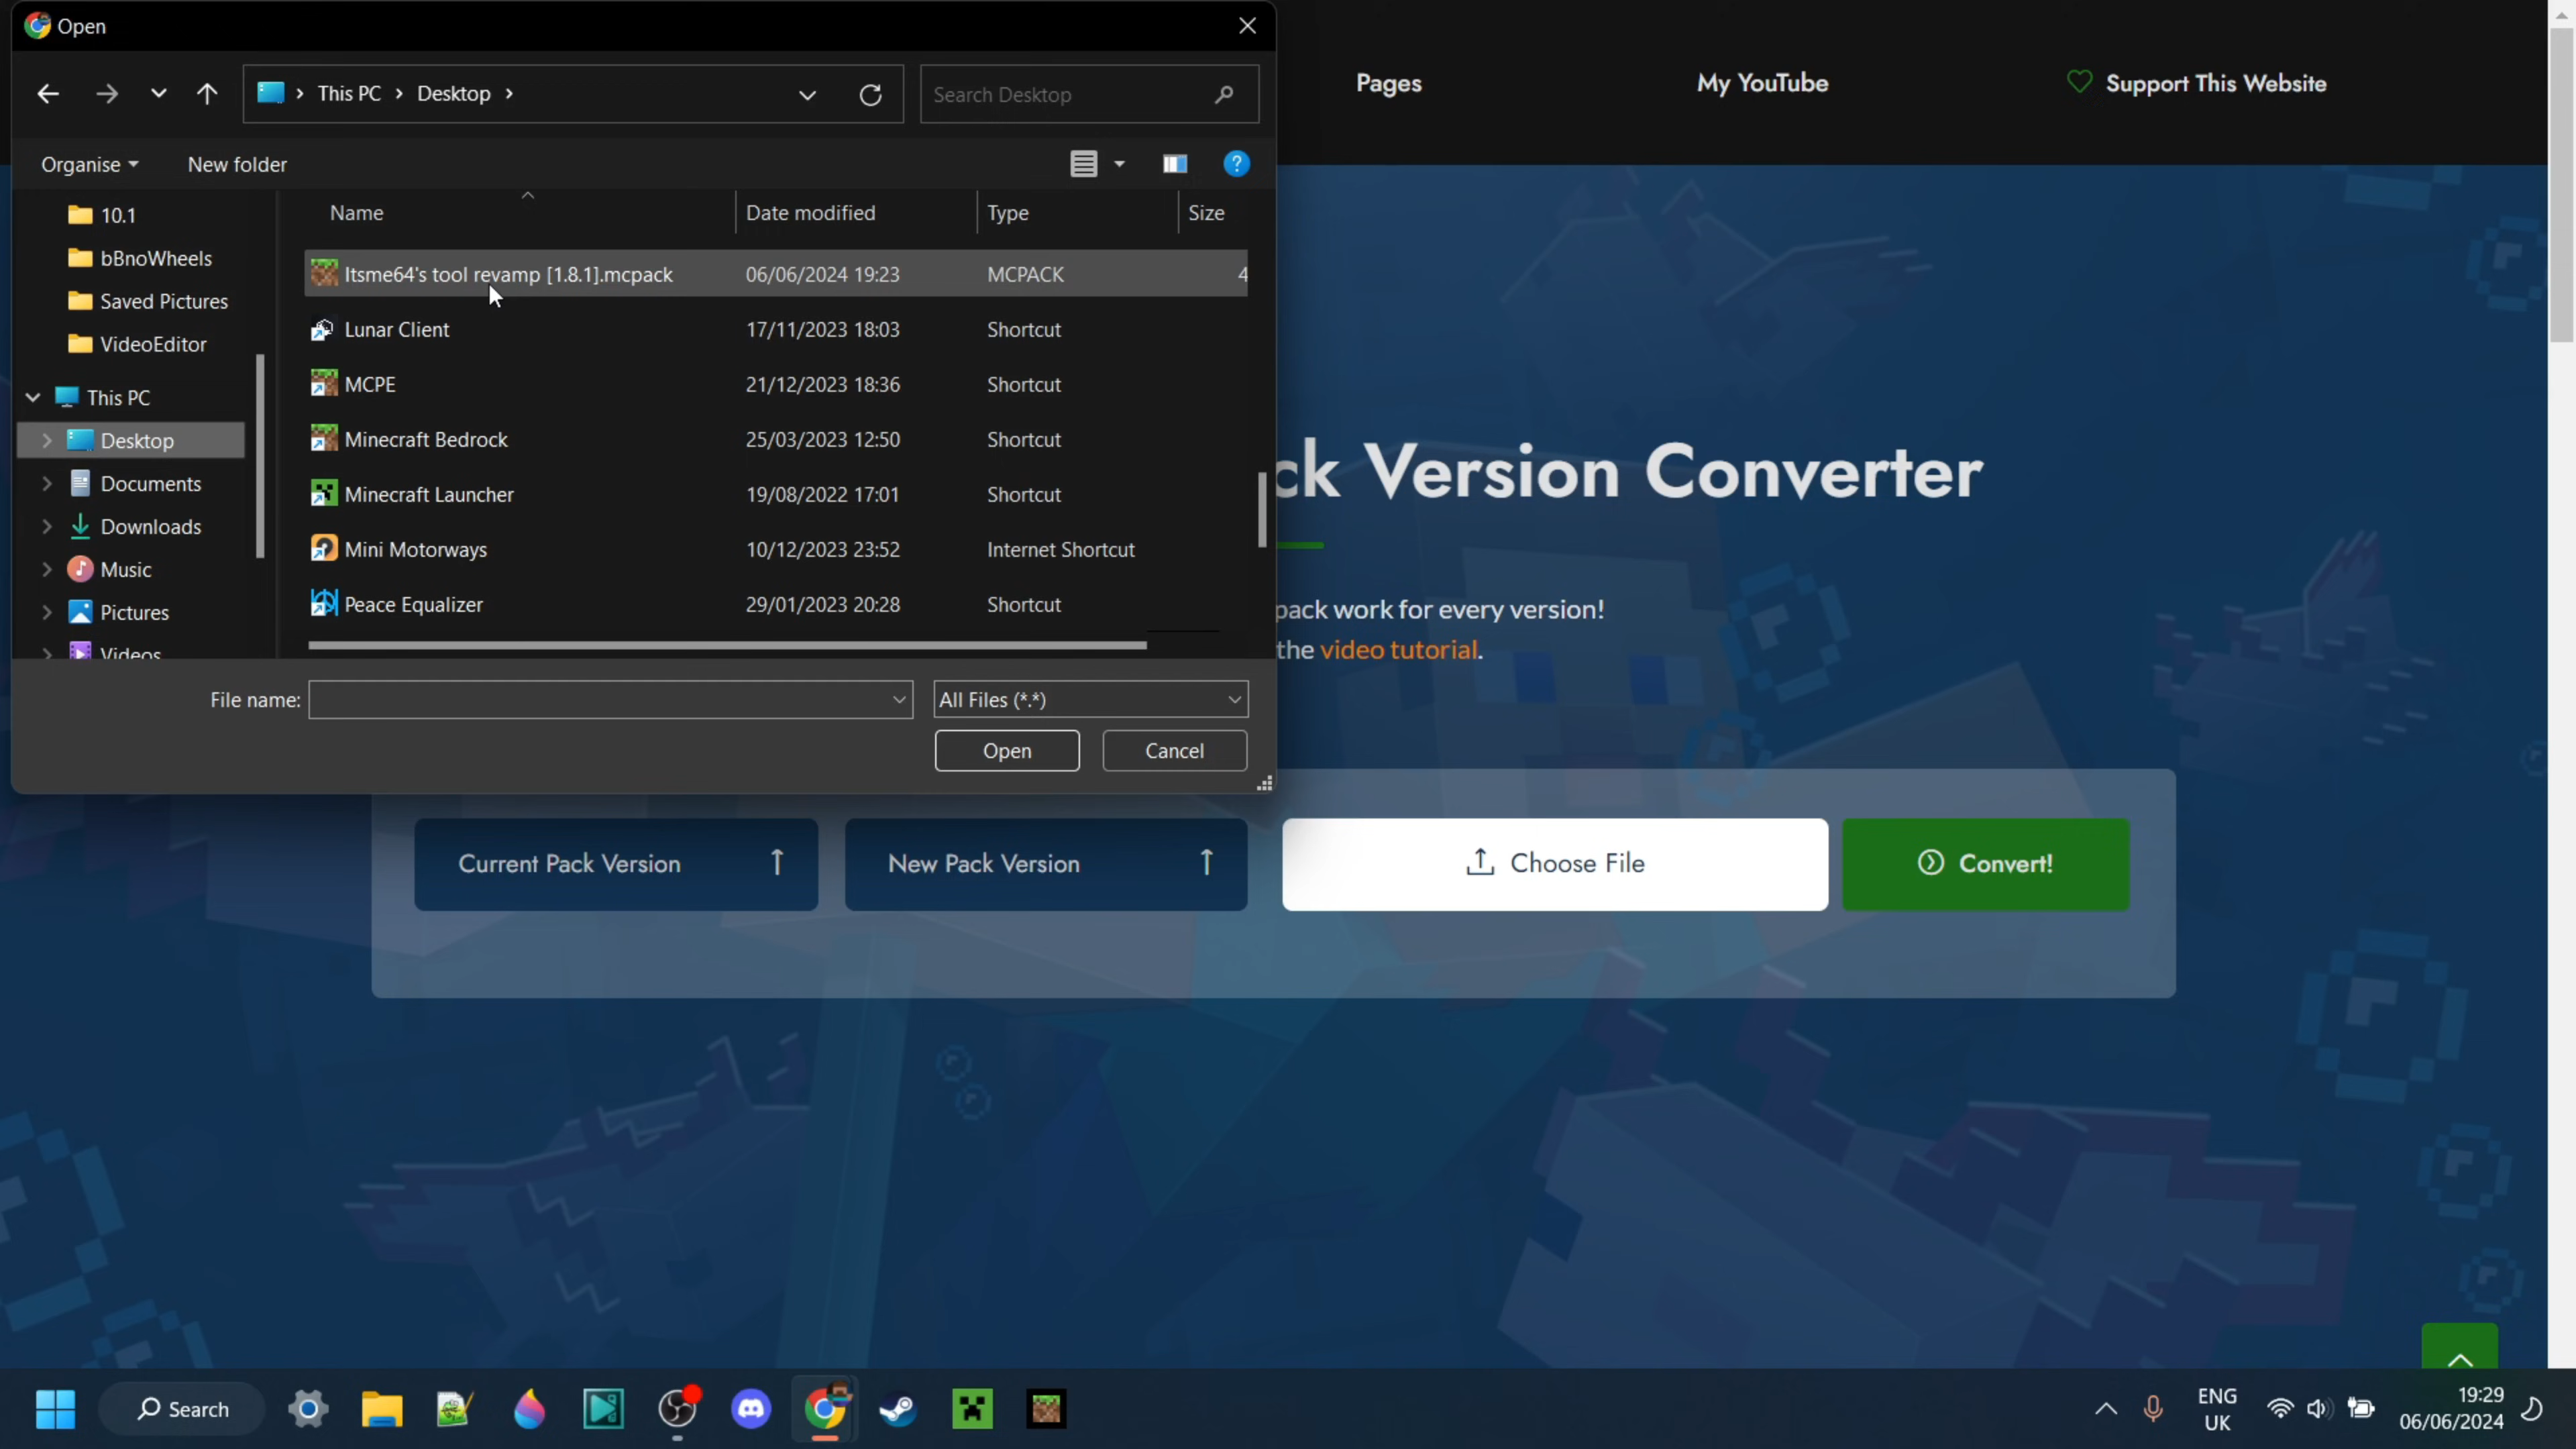 Open
This PC > Desktop >
Search Desktop
Organise
New folder
Name
Date modified
Type
Size
10.1
bBnoWheels
Saved Pictures
VideoEditor
This PC
Desktop
Documents
Downloads
Music
Pictures
Videos
Itsme64's tool revamp [1.8.1].mcpack 06/06/2024 19:23 MCPACK 4
Lunar Client 17/11/2023 18:03 Shortcut
MCPE 21/12/2023 18:36 Shortcut
Minecraft Bedrock 25/03/2023 12:50 Shortcut
Minecraft Launcher 19/08/2022 17:01 Shortcut
Mini Motorways 10/12/2023 23:52 Internet Shortcut
Peace Equalizer 29/01/2023 20:28 Shortcut
File name:
All Files (*.*)
Open
Cancel
Pages
My YouTube
Support This Website
ck Version Converter
pack work for every version!
the video tutorial.
Current Pack Version
New Pack Version
Choose File
Convert!
Search
ENG
UK
19:29
06/06/2024